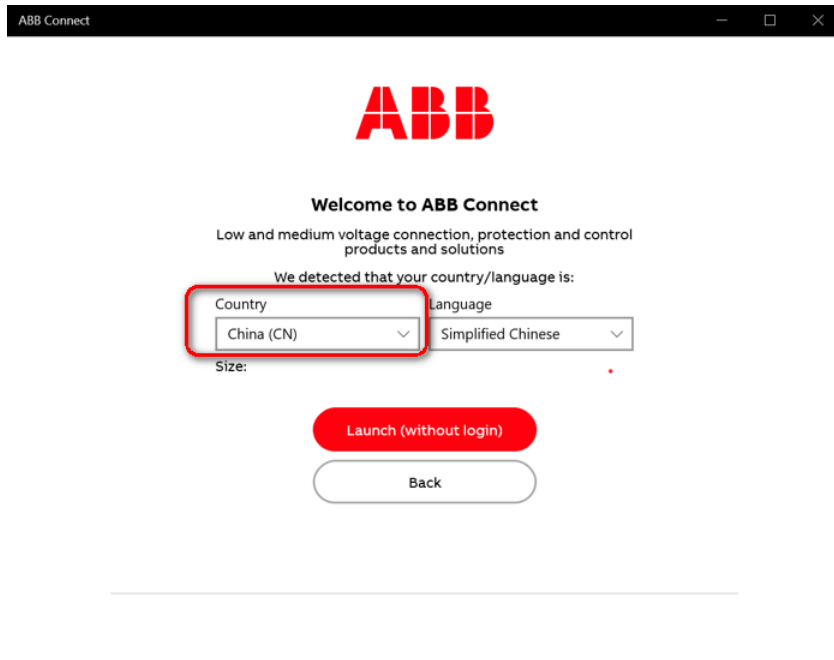 ABB Connect
ABB
Welcome to ABB Connect
Low and medium voltage connection, protection and control
products and solutions
We detected that your country/language is:
Country Language
China (CN) Simplified Chinese
Size:
Launch (without login)
Back